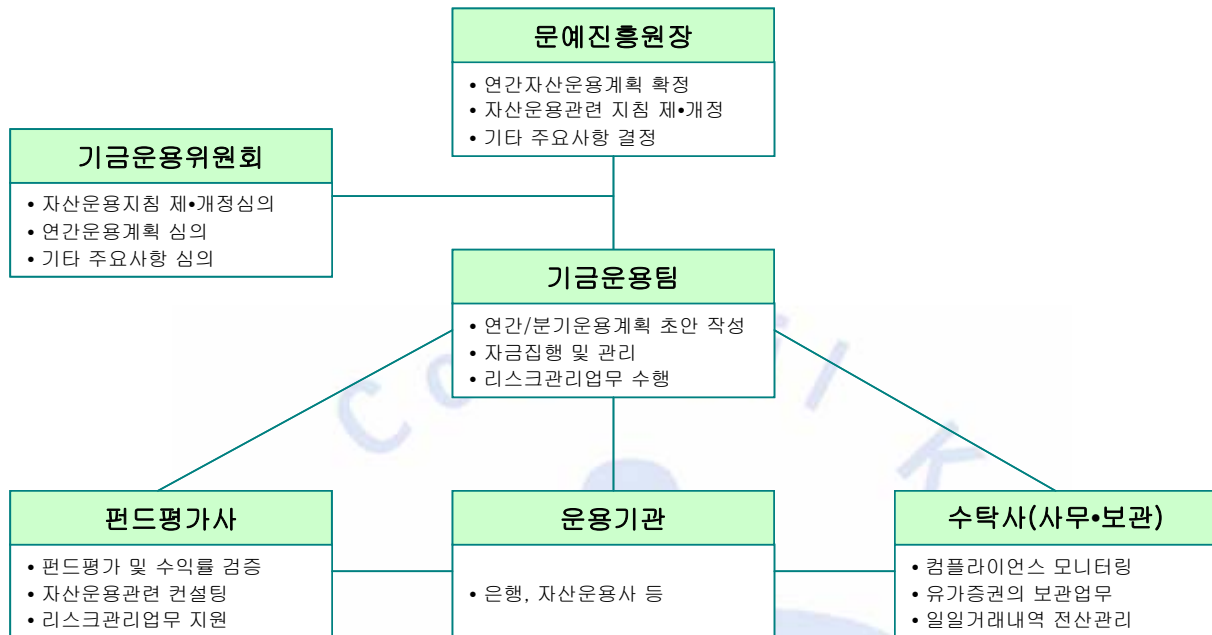 문예진흥원장
• 연간자산운용계획 확정
• 자산운용관련 지침 제•개정
• 기타 주요사항 결정
기금운용위원회
• 자산운용지침 제•개정심의
• 연간운용계획 심의
• 기타 주요사항 심의
기금운용팀
• 연간/분기운용계획 초안 작성
• 자금집행 및 관리
• 리스크관리업무 수행
펀드평가사
• 펀드평가 및 수익률 검증
• 자산운용관련 컨설팅
• 리스크관리업무 지원
운용기관
• 은행, 자산운용사 등
수탁사(사무•보관)
• 컴플라이언스 모니터링
• 유가증권의 보관업무
• 일일거래내역 전산관리